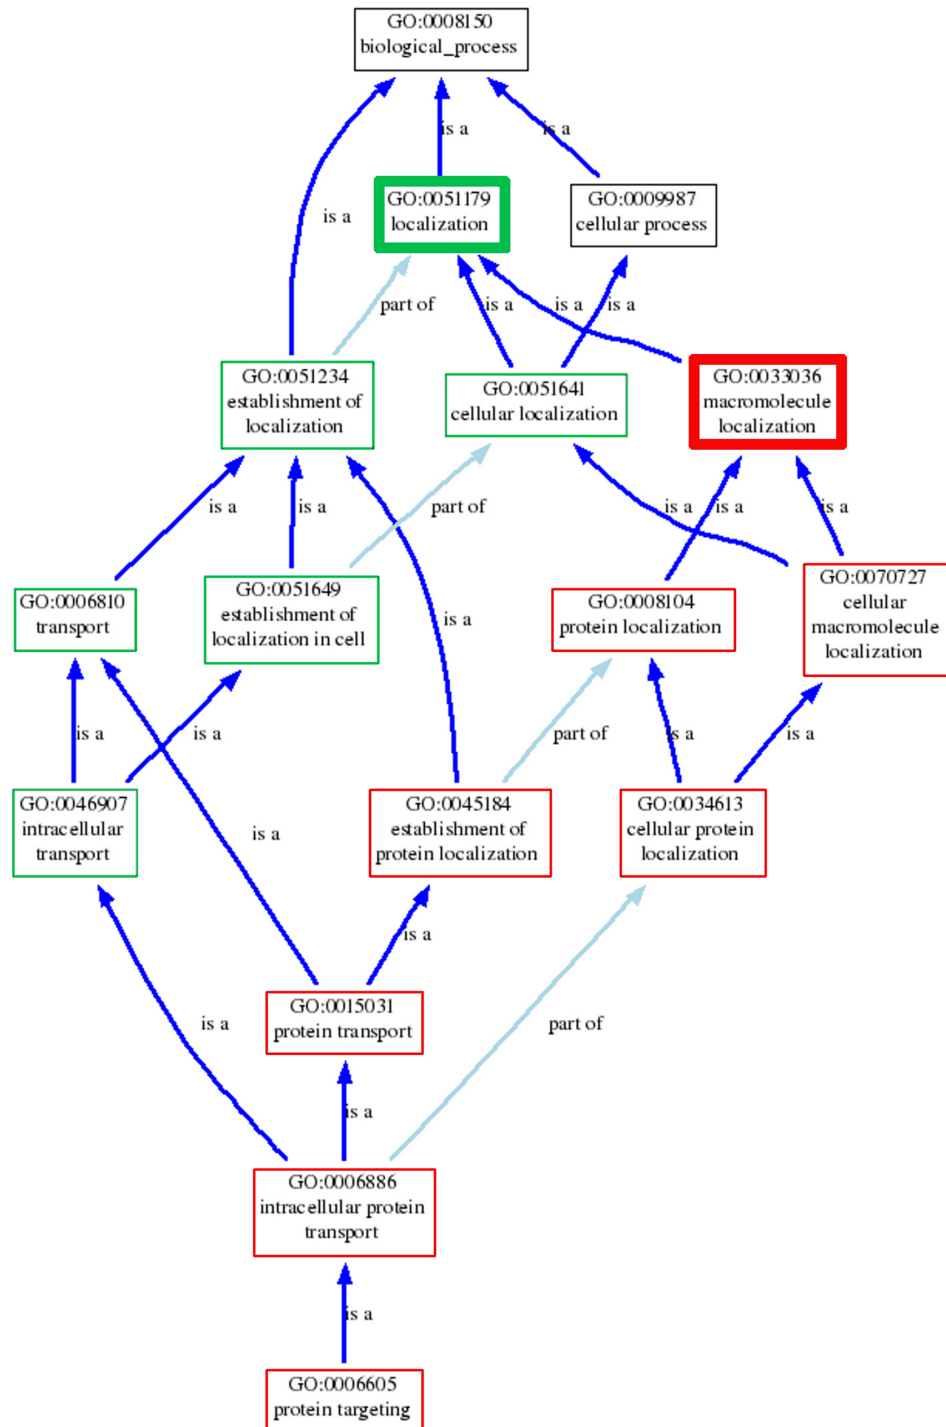 GO:0008150
biological_process
is a
is a
GO:0051179
localization
GO:0009987
cellular process
is a
part of
is a
is a
is a
GO:0051234
establishment of
localization
GO:0051641
cellular localization
GO:0033036
macromolecule
localization
is a
is a
part of
is a
is a
is a
GO:0006810
transport
GO:0051649
establishment of
localization in cell
is a
GO:0008104
protein localization
GO:0070727
cellular
macromolecule
localization
is a
is a
part of
is a
is a
GO:0046907
intracellular
transport
is a
GO:0045184
establishment of
protein localization
GO:0034613
cellular protein
localization
is a
GO:0015031
protein transport
is a
part of
is a
GO:0006886
intracellular protein
transport
is a
GO:0006605
protein targeting